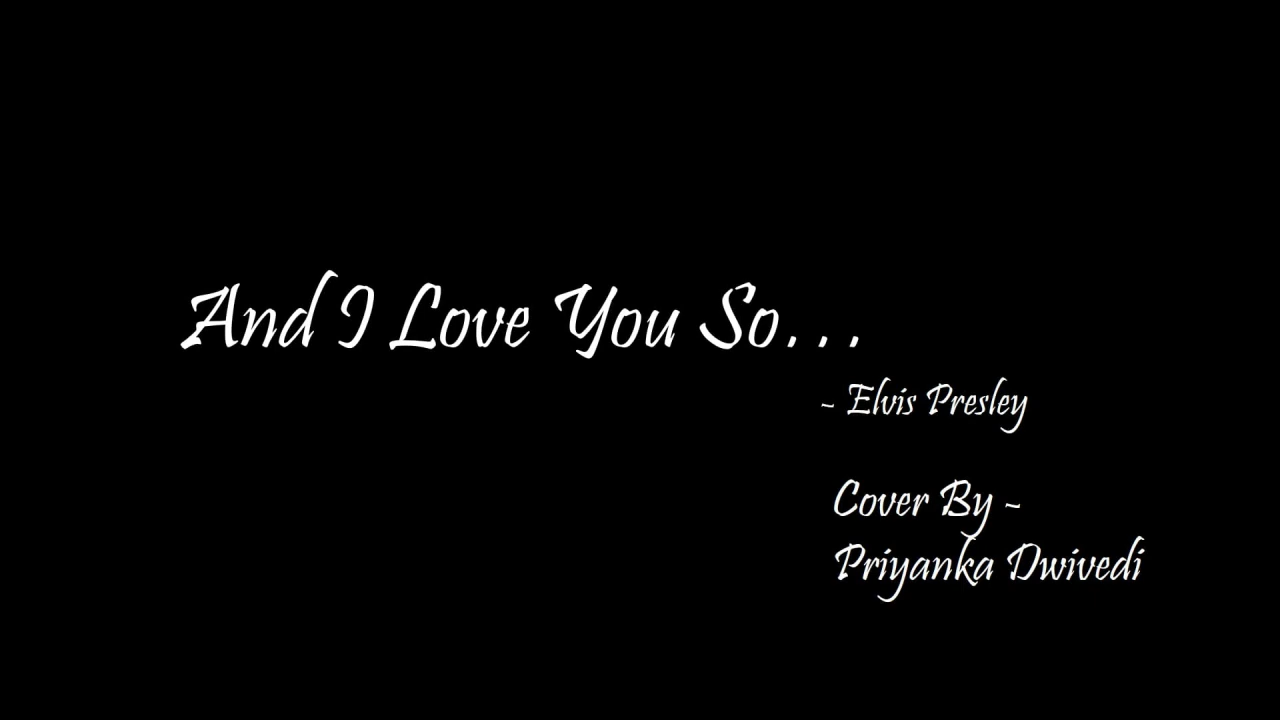 And I Love You So...
- Elvis Presley
Cover By -
Priyanka Dwivedi